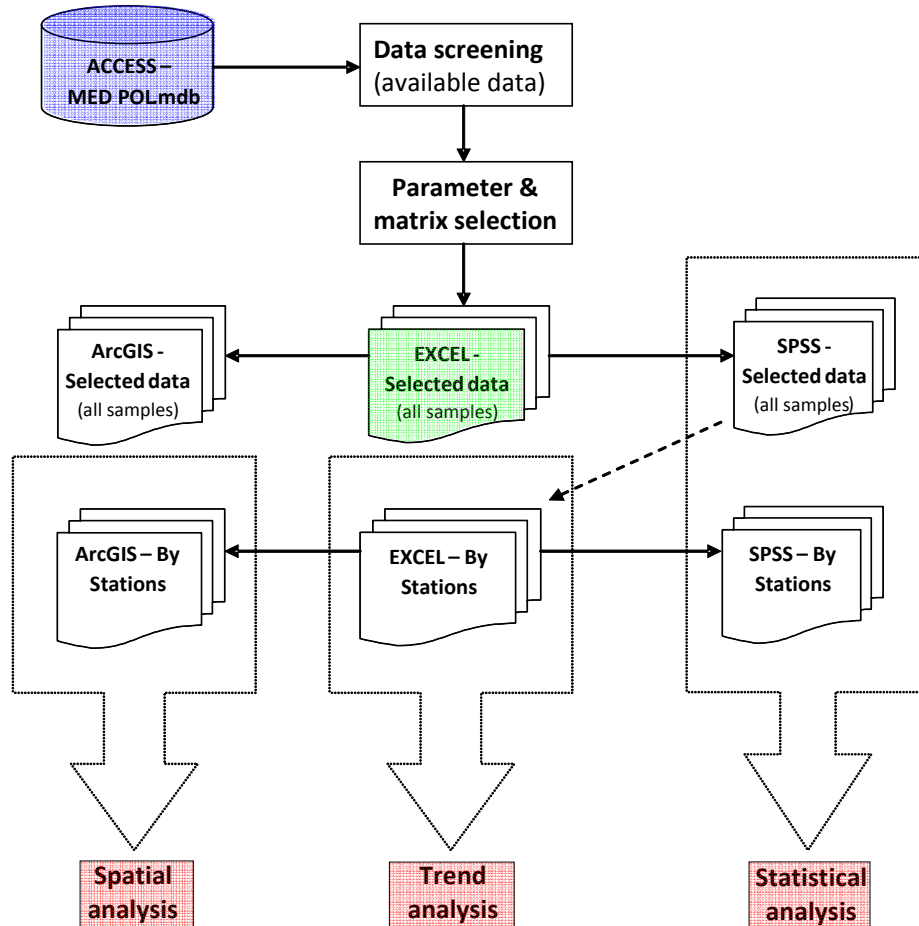 ACCESS –
MED POL.mdb
Data screening
(available data)
Parameter &
matrix selection
ArcGIS -
Selected data
(all samples)
EXCEL -
Selected data
(all samples)
SPSS -
Selected data
(all samples)
ArcGIS – By
Stations
EXCEL – By
Stations
SPSS – By
Stations
Spatial
analysis
Trend
analysis
Statistical
analysis